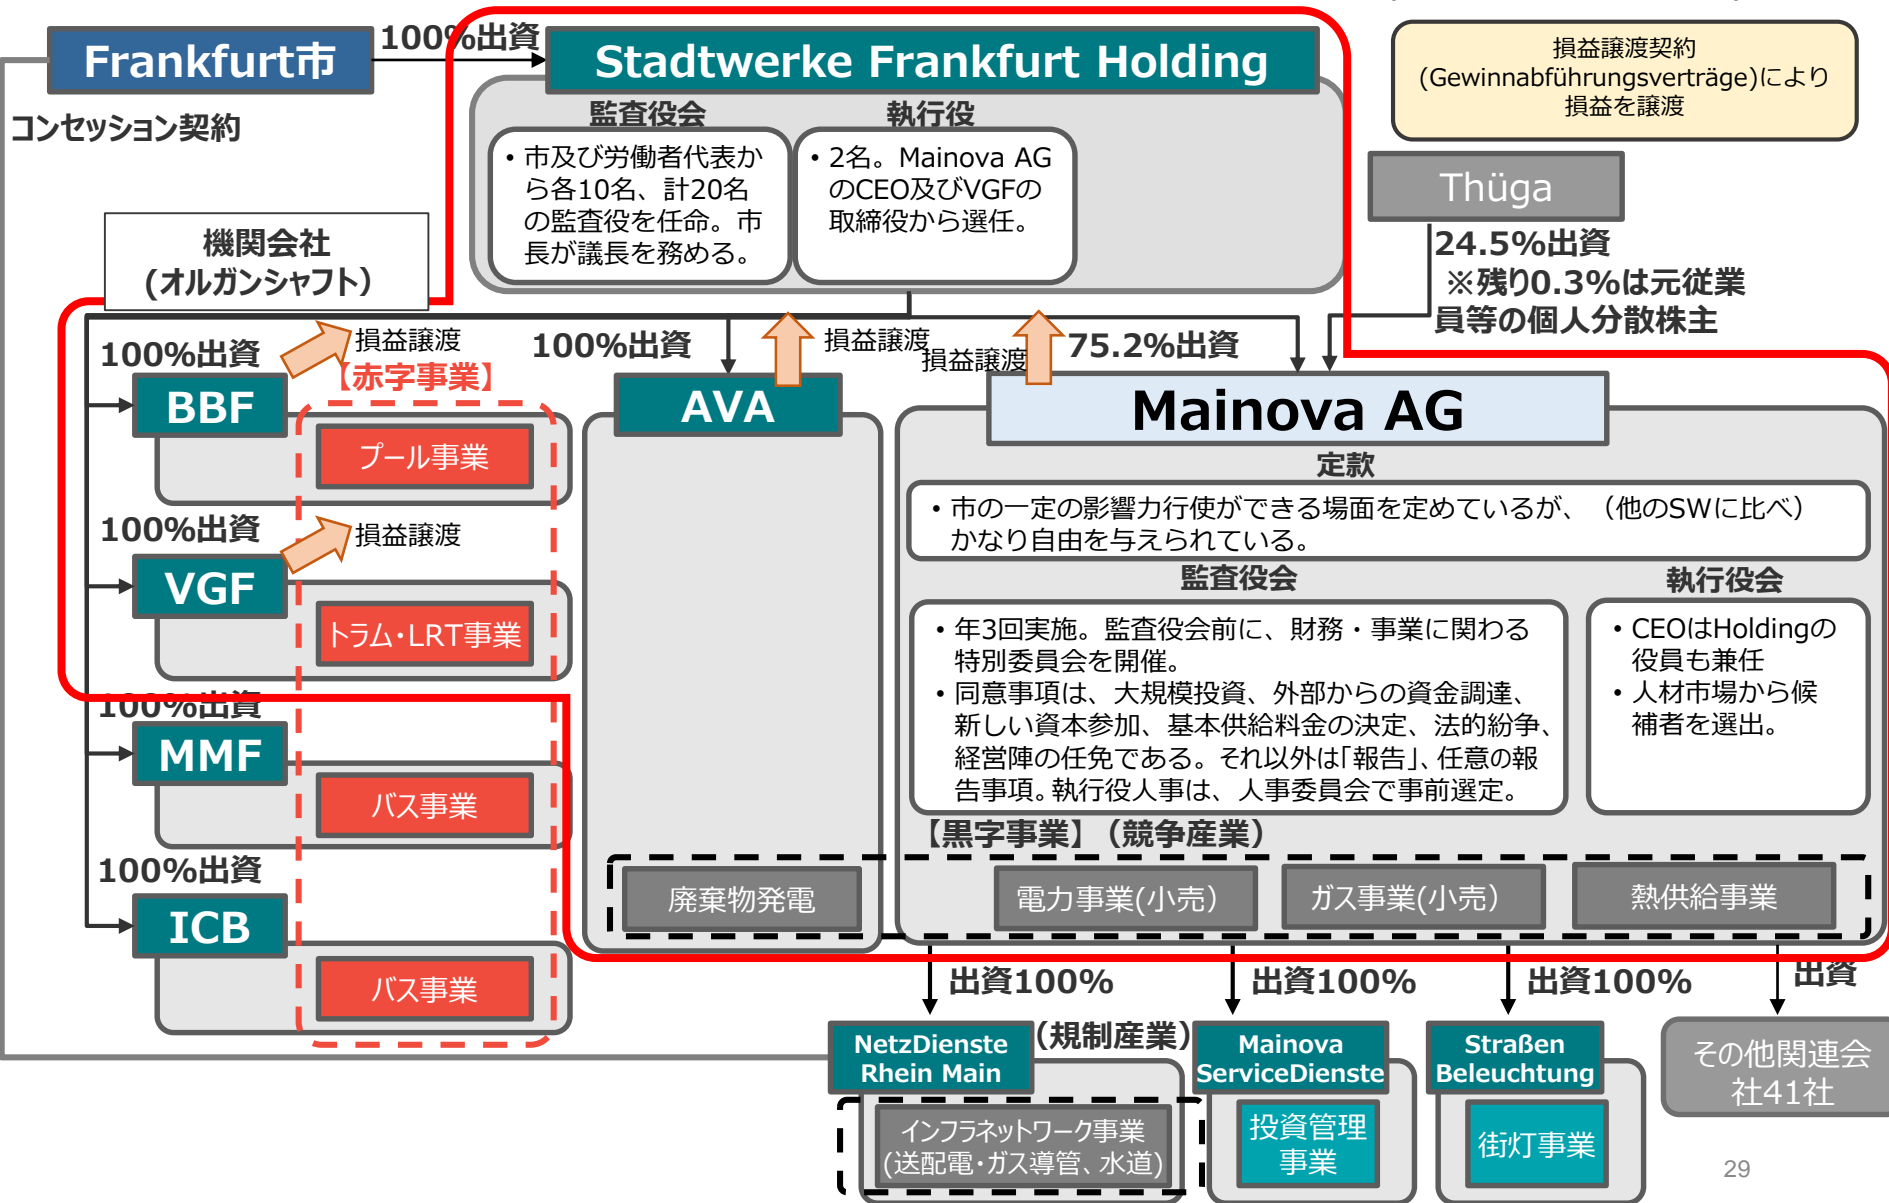 Frankfurt市
100%出資
Stadtwerke Frankfurt Holding
損益譲渡契約
(Gewinnabführungsverträge)により
損益を譲渡
コンセッション契約
監査役会
・市及び労働者代表か
ら各10名、計20名
の監査役を任命。市
長が議長を務める。
執行役
・2名。Mainova AG
のCEO及びVGFの
取締役から選任。
Thüga
24.5%出資
※残り0.3%は元従業
員等の個人分散株主
機関会社
(オルガンシャフト)
100%出資
損益譲渡
【赤字事業】
BBF
プール事業
100%出資
損益譲渡
VGF
トラム・LRT事業
100%出資
MMF
バス事業
100%出資
ICB
バス事業
100%出資
損益譲渡
AVA
廃棄物発電
損益譲渡
75.2%出資
Mainova AG
定款
・市の一定の影響力行使ができる場面を定めているが、(他のSWに比べ)
かなり自由を与えられている。
監査役会
・年3回実施。監査役会前に、財務・事業に関わる
特別委員会を開催。
・同意事項は、大規模投資、外部からの資金調達、
新しい資本参加、基本供給料金の決定、法的紛争、
経営陣の任免である。それ以外は「報告」、任意の報
告事項。執行役人事は、人事委員会で事前選定。
執行役会
・CEOはHoldingの
役員も兼任
・人材市場から候
補者を選出。
【黒字事業】(競争産業)
電力事業(小売)
ガス事業(小売)
熱供給事業
出資100%
出資100%
出資100%
出資
NetzDienste
Rhein Main
(規制産業)
インフラネットワーク事業
(送配電・ガス導管、水道)
Mainova
ServiceDienste
投資管理
事業
Straßen
Beleuchtung
街灯事業
その他関連会
社41社
29